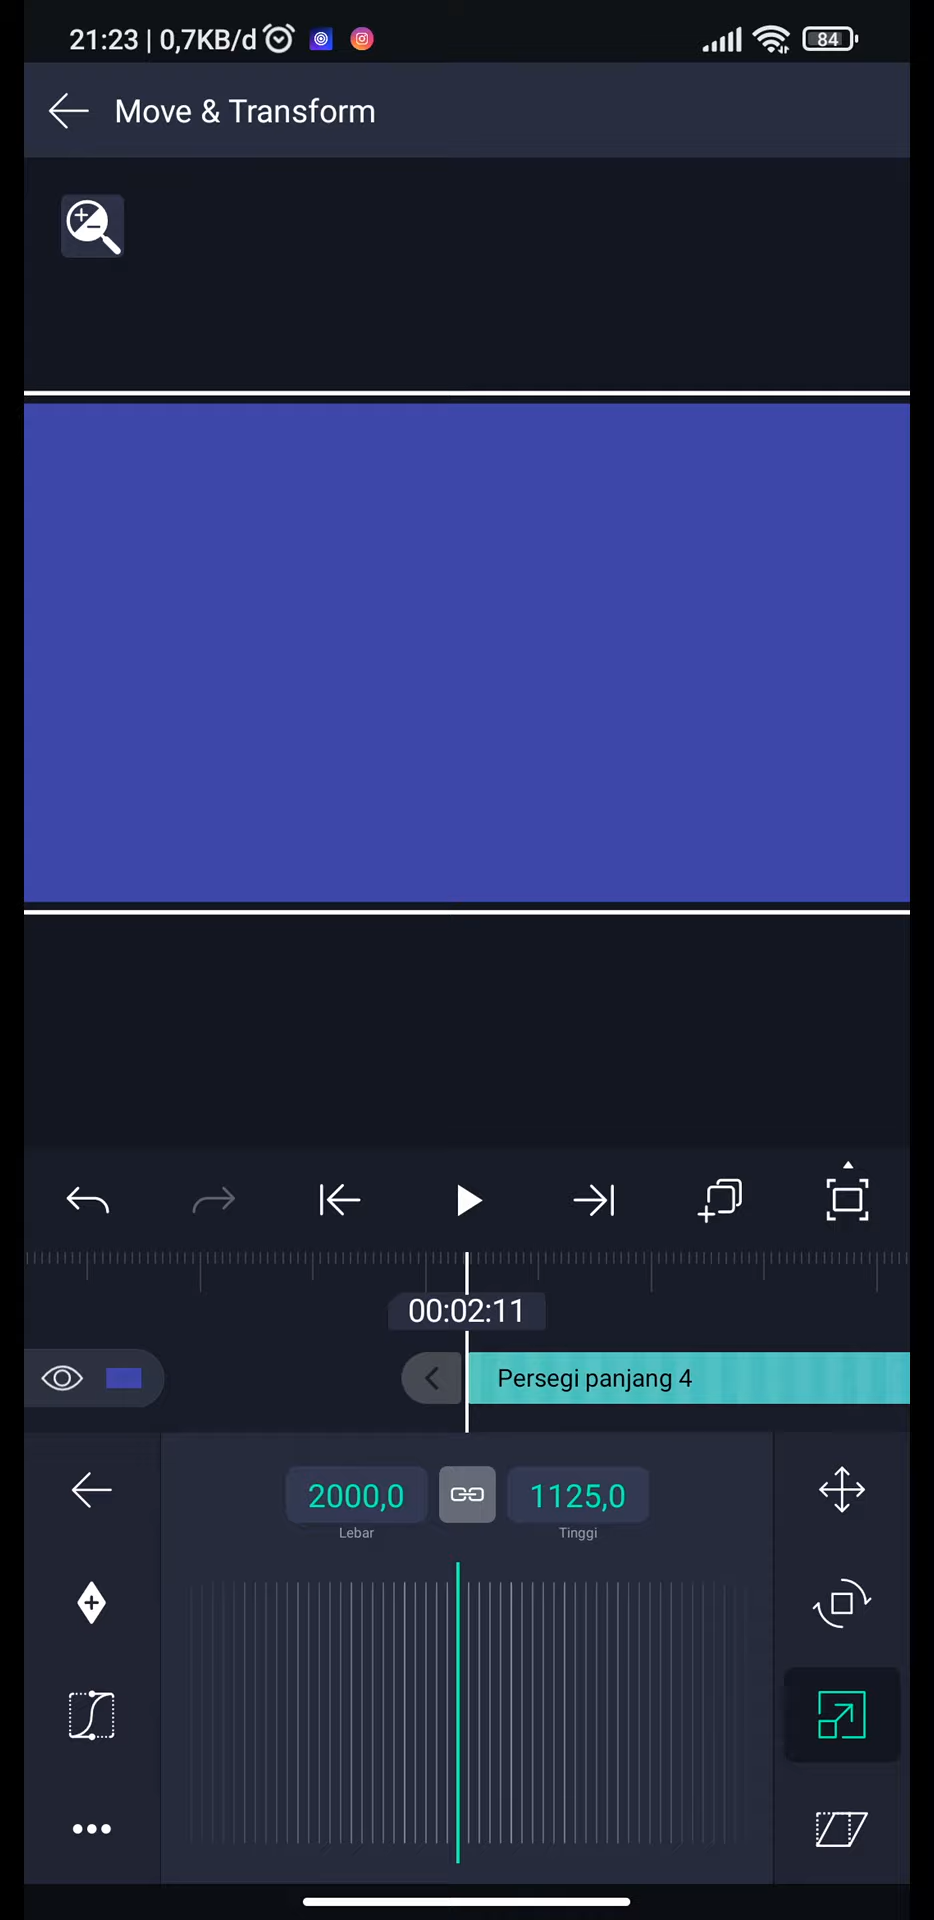 21:23 | 0,7KB/d
84
Move & Transform
00:02:11
Persegi panjang 4
2000,0
1125,0
Lebar
Tinggi